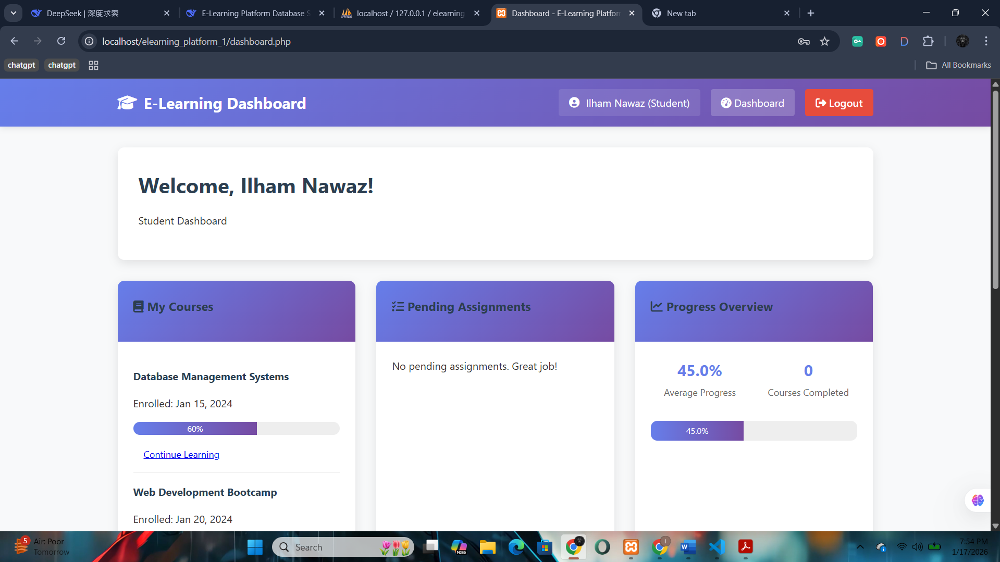 DeepSeek | 深度求索
E-Learning Platform Database S
localhost / 127.0.0.1 / elearning
Dashboard - E-Learning Platfor
New tab
localhost/elearning_platform_1/dashboard.php
chatgpt
chatgpt
All Bookmarks
E-Learning Dashboard
Ilham Nawaz (Student)
Dashboard
Logout
Welcome, Ilham Nawaz!
Student Dashboard
My Courses
Database Management Systems
Enrolled: Jan 15, 2024
60%
Continue Learning
Web Development Bootcamp
Enrolled: Jan 20, 2024
Pending Assignments
No pending assignments. Great job!
Progress Overview
45.0%
Average Progress
0
Courses Completed
45.0%
5
Air: Poor
Tomorrow
Search
M365
7:54 PM
1/17/2026